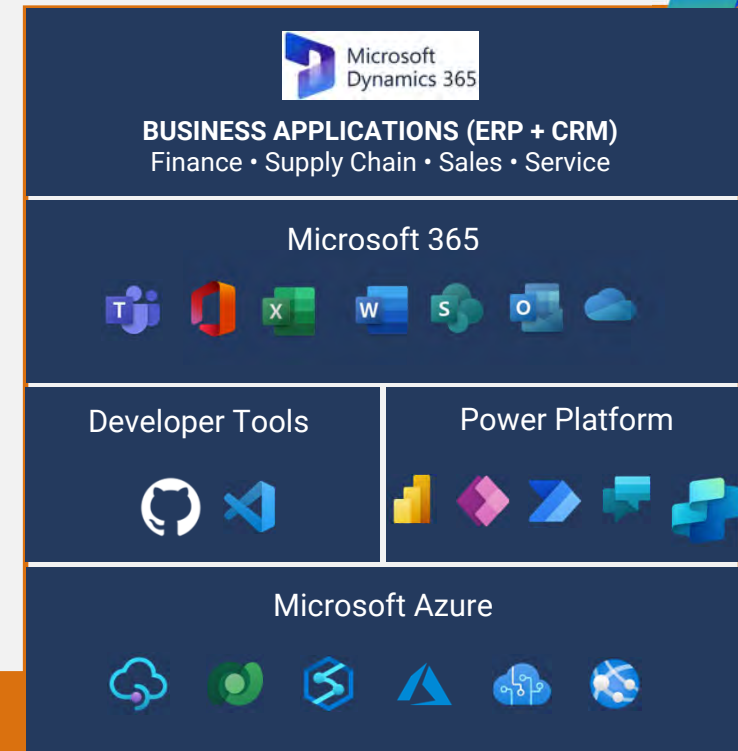 Microsoft
Dynamics 365
BUSINESS APPLICATIONS (ERP + CRM)
Finance • Supply Chain • Sales • Service
Microsoft 365
T X W S O
Developer Tools
Power Platform
Microsoft Azure